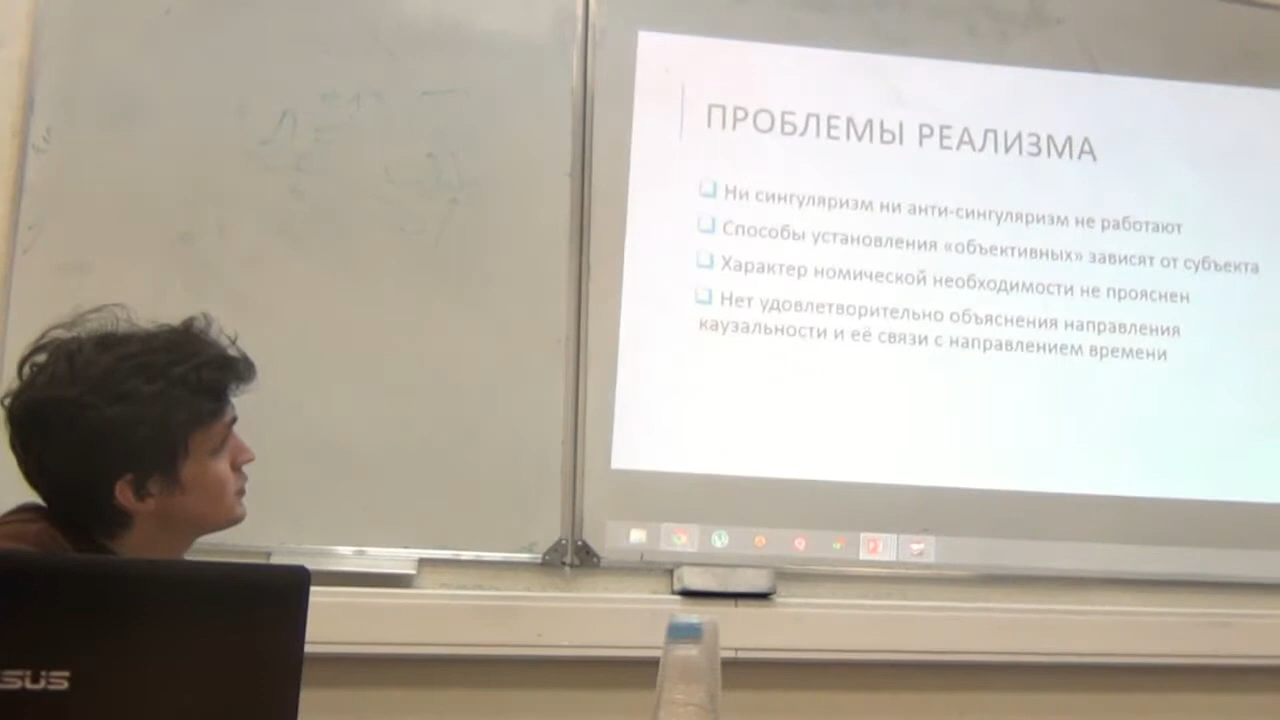 ПРОБЛЕМЫ РЕАЛИЗМА
Ни сингуляризм ни анти-сингуляризм не работают
Способы установления «объективных» зависят от субъекта
Характер номической необходимости не прояснен
Нет удовлетворительно объяснения направления
каузальности и её связи с направлением времени
SUS